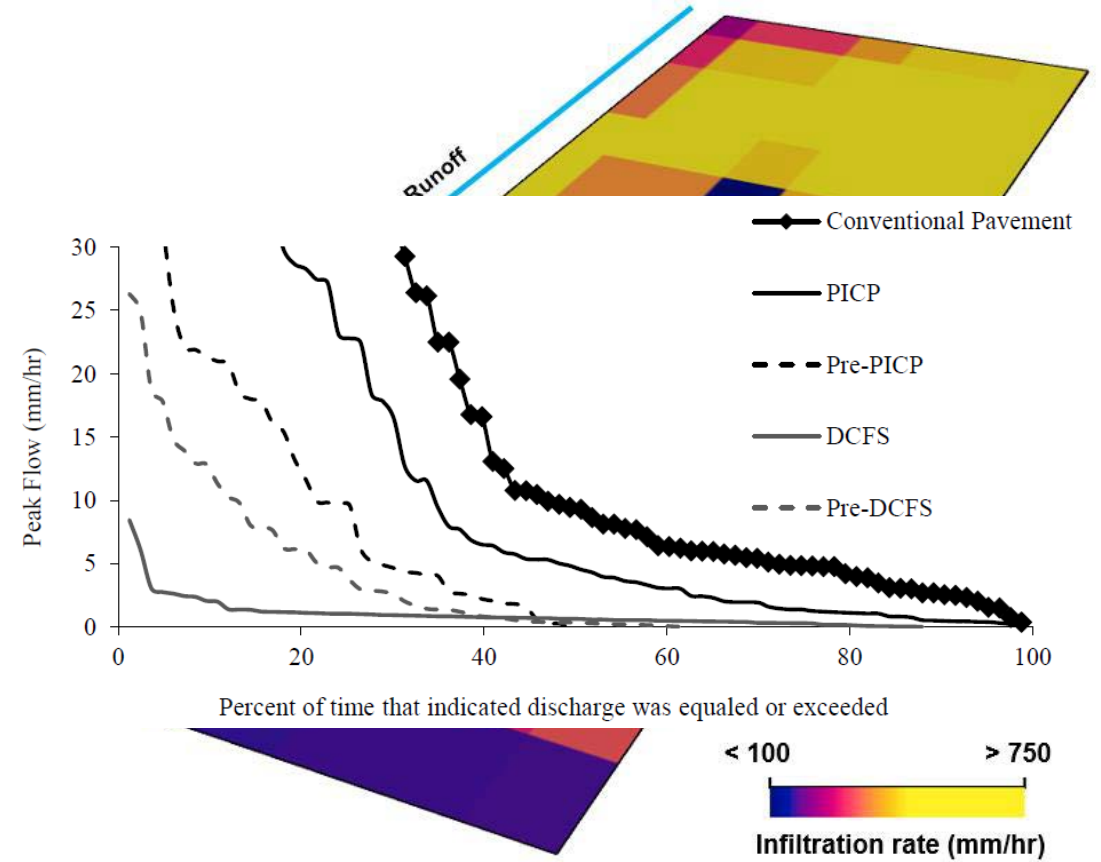 Runoff
Conventional Pavement
PICP
Pre-PICP
DCFS
Pre-DCFS
30
25
20
15
10
5
0
Peak Flow (mm/hr)
0 20 40 60 80 100
Percent of time that indicated discharge was equaled or exceeded
< 100 > 750
Infiltration rate (mm/hr)